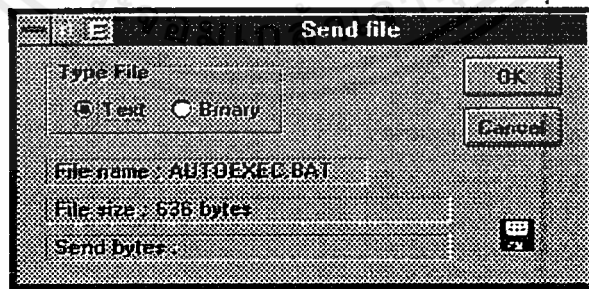 Send file
Type File
OK
Text Binary
Cancel
File name : AUTOEXEC.BAT
File size : 636 bytes
Send bytes :